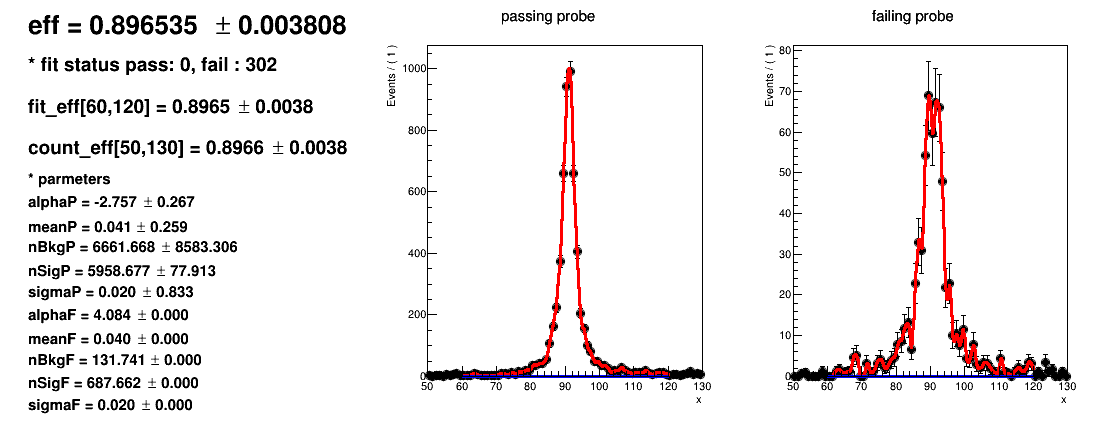 eff = 0.896535 ± 0.003808
* fit status pass: 0, fail : 302
fit_eff[60,120] = 0.8965 ± 0.0038
count_eff[50,130] = 0.8966 ± 0.0038
* parmeters
alphaP = -2.757 ± 0.267
meanP = 0.041 ± 0.259
nBkgP = 6661.668 ± 8583.306
nSigP = 5958.677 ± 77.913
sigmaP = 0.020 ± 0.833
alphaF = 4.084 ± 0.000
meanF = 0.040 ± 0.000
nBkgF = 131.741 ± 0.000
nSigF = 687.662 ± 0.000
sigmaF = 0.020 ± 0.000
passing probe
Events / ( 1 )
1000
800
600
400
200
0
50 60 70 80 90 100 110 120 130
x
failing probe
Events / ( 1 )
80
70
60
50
40
30
20
10
0
50 60 70 80 90 100 110 120 130
x